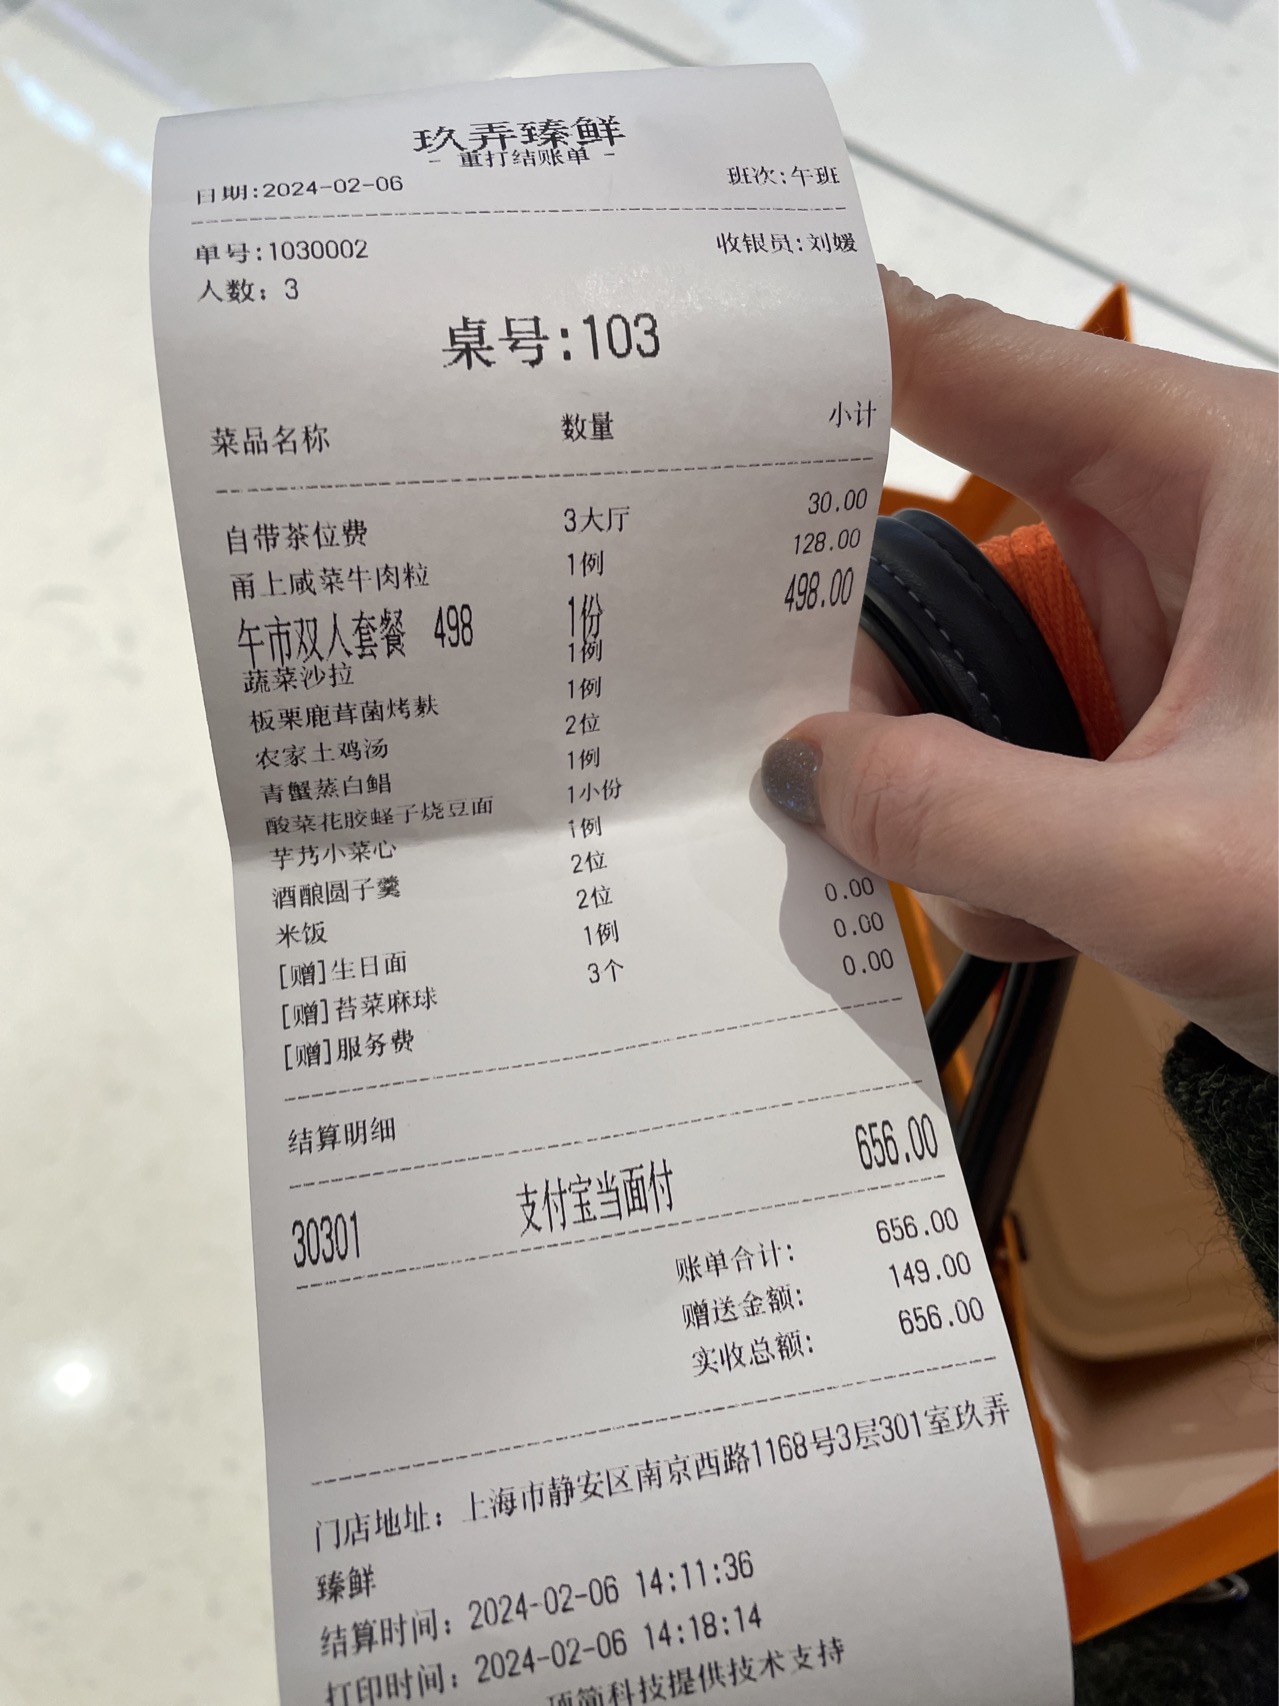 玖弄臻鲜
- 重打结账单 -
日期:2024-02-06 班次:午班
单号:1030002 收银员:刘媛
人数: 3
桌号:103
菜品名称 数量 小计
自带茶位费 3大厅 30.00
甬上咸菜牛肉粒 1例 128.00
午市双人套餐 498 1份 498.00
蔬菜沙拉 1例
板栗鹿茸菌烤麸 1例
农家土鸡汤 2位
青蟹蒸白鲳 1例
酸菜花胶蛏子烧豆面 1小份
芋艿小菜心 1例
酒酿圆子羹 2位
米饭 2位
[赠]生日面 1例 0.00
[赠]苔菜麻球 3个 0.00
[赠]服务费 0.00
结算明细
30301 支付宝当面付 656.00
账单合计: 656.00
赠送金额: 149.00
实收总额: 656.00
门店地址: 上海市静安区南京西路1168号3层301室玖弄
臻鲜
结算时间: 2024-02-06 14:11:36
打印时间: 2024-02-06 14:18:14
顶简科技提供技术支持